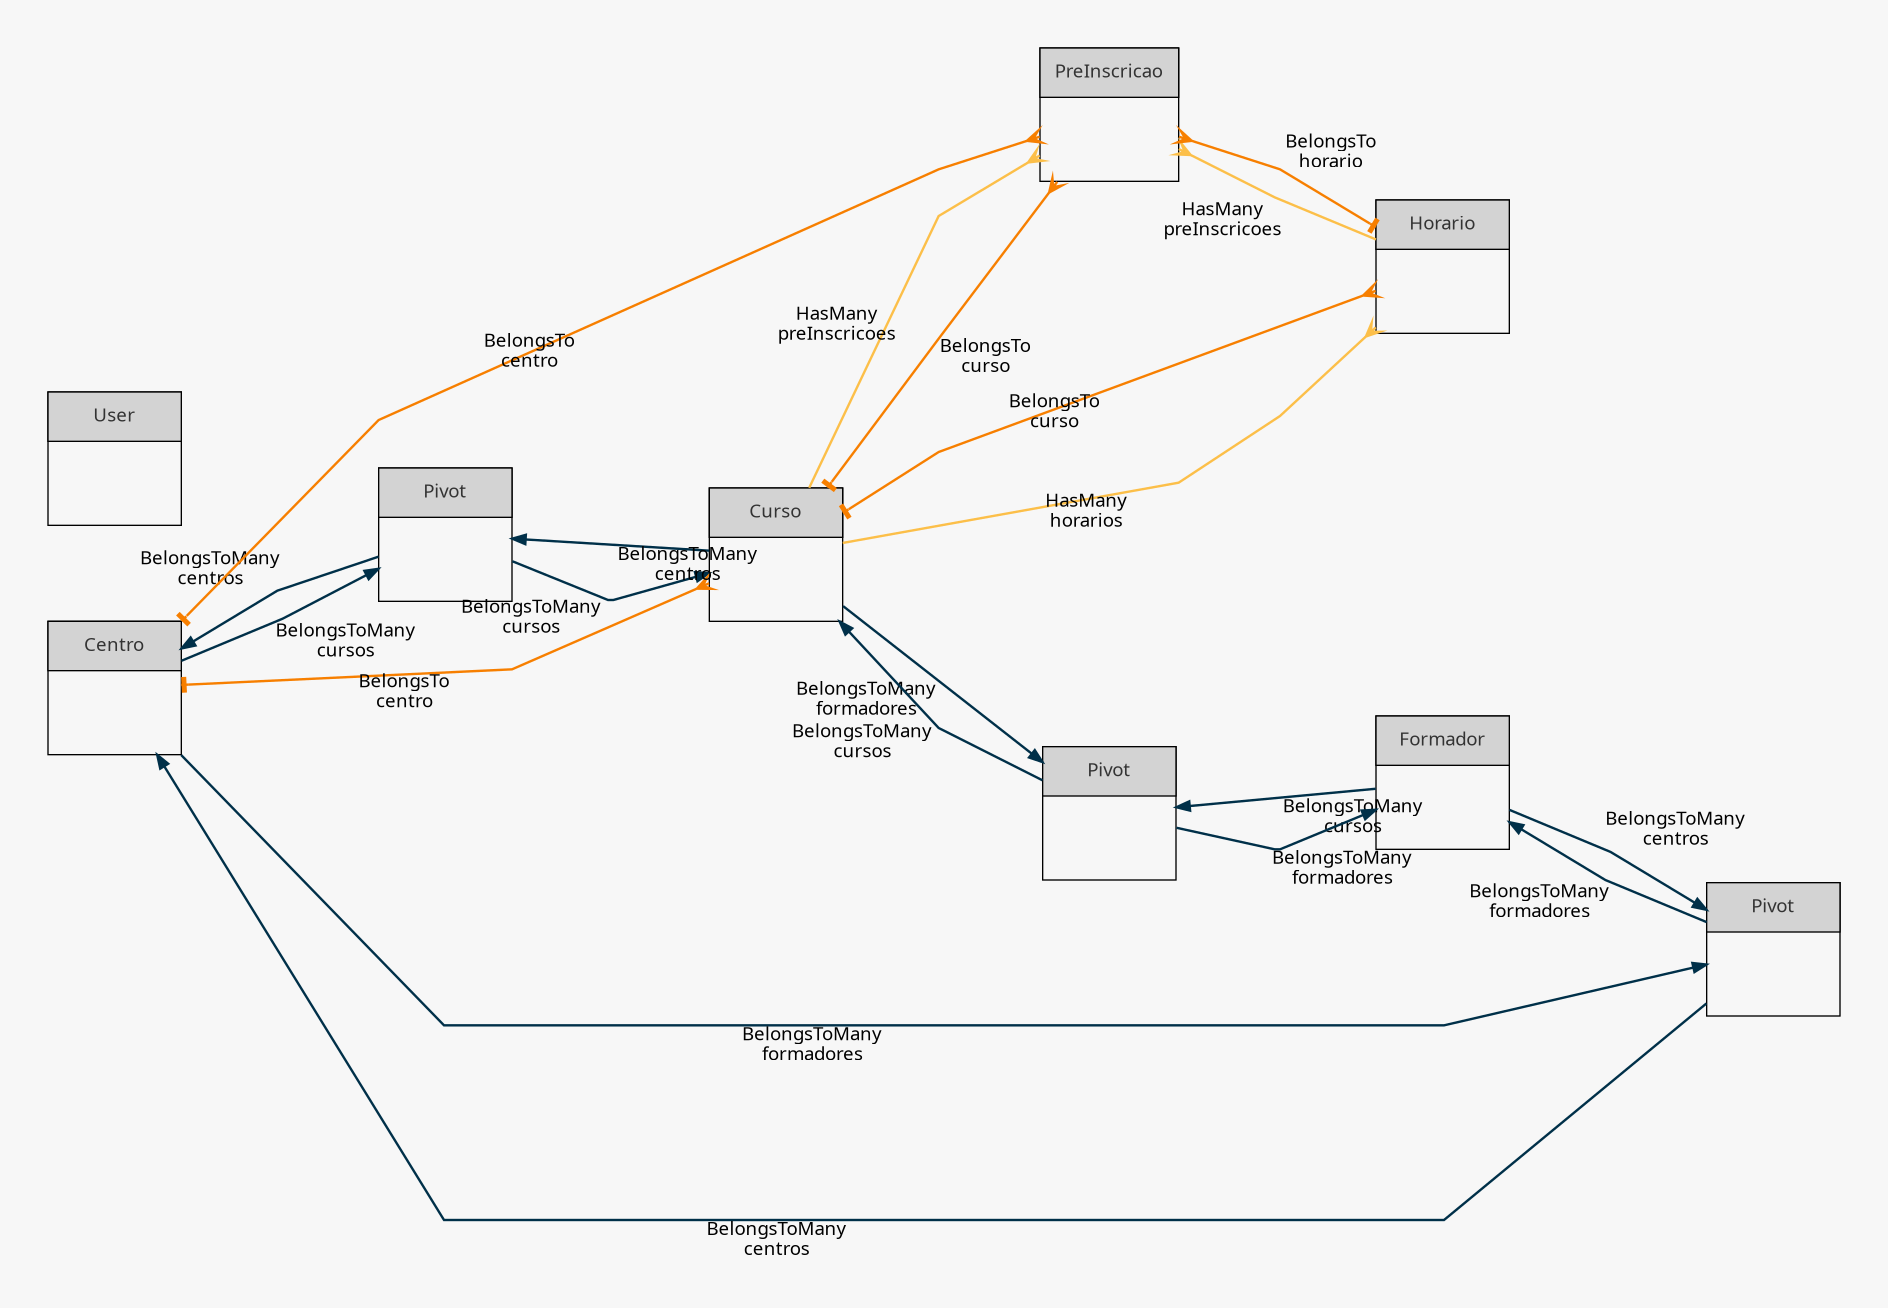 PreInscricao
BelongsTo
horario
HasMany
preInscricoes
Horario
HasMany
preInscricoes
BelongsTo
centro
BelongsTo
curso
BelongsTo
curso
User
Pivot
Curso
HasMany
horarios
BelongsToMany
centros
BelongsToMany
centros
BelongsToMany
cursos
BelongsToMany
cursos
Centro
BelongsTo
centro
BelongsToMany
formadores
BelongsToMany
cursos
Formador
Pivot
BelongsToMany
cursos
BelongsToMany
centros
BelongsToMany
formadores
BelongsToMany
formadores
Pivot
BelongsToMany
formadores
BelongsToMany
centros